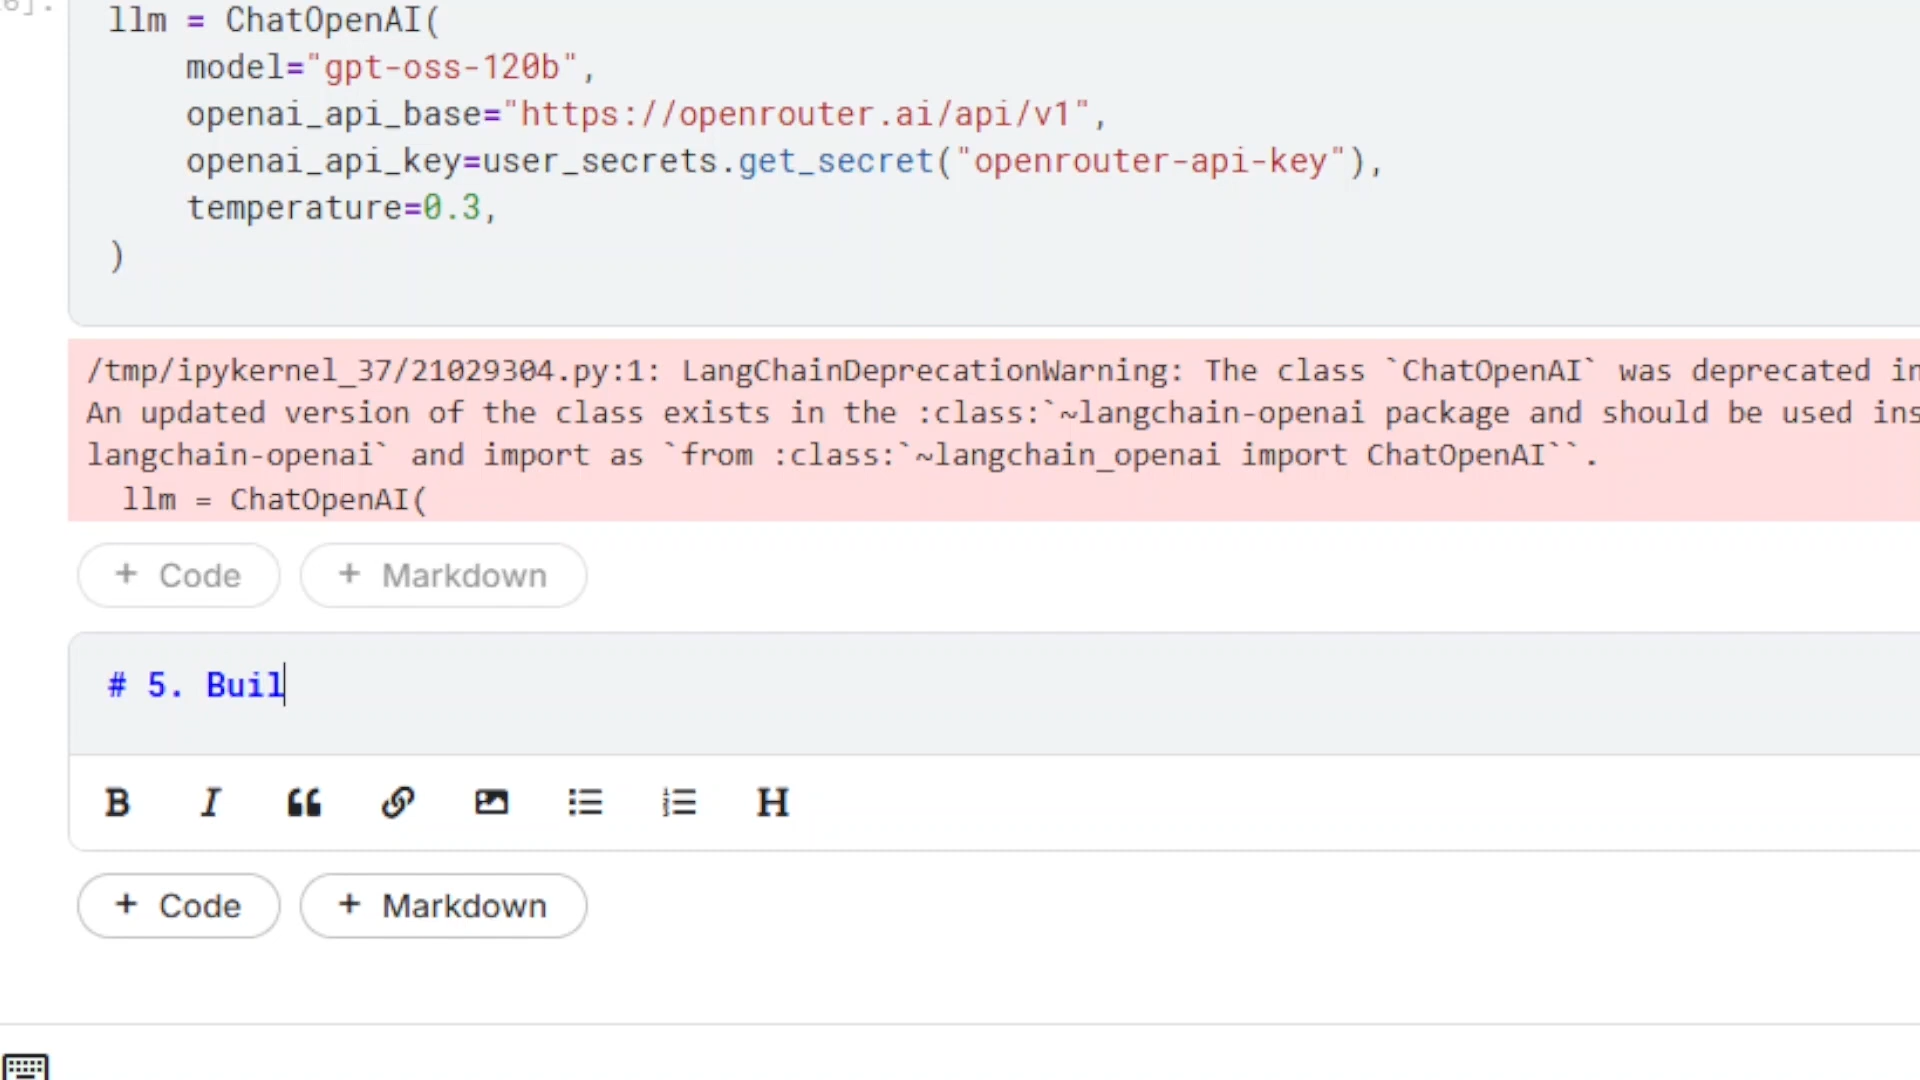 llm = ChatOpenAI(
    model="gpt-oss-120b",
    openai_api_base="https://openrouter.ai/api/v1",
    openai_api_key=user_secrets.get_secret("openrouter-api-key"),
    temperature=0.3,
)
/tmp/ipykernel_37/21029304.py:1: LangChainDeprecationWarning: The class `ChatOpenAI` was deprecated in
An updated version of the class exists in the :class:`~langchain-openai package and should be used ins
langchain-openai` and import as `from :class:`~langchain_openai import ChatOpenAI``.
  llm = ChatOpenAI(
+ Code + Markdown
# 5. Buil
B I H
+ Code + Markdown